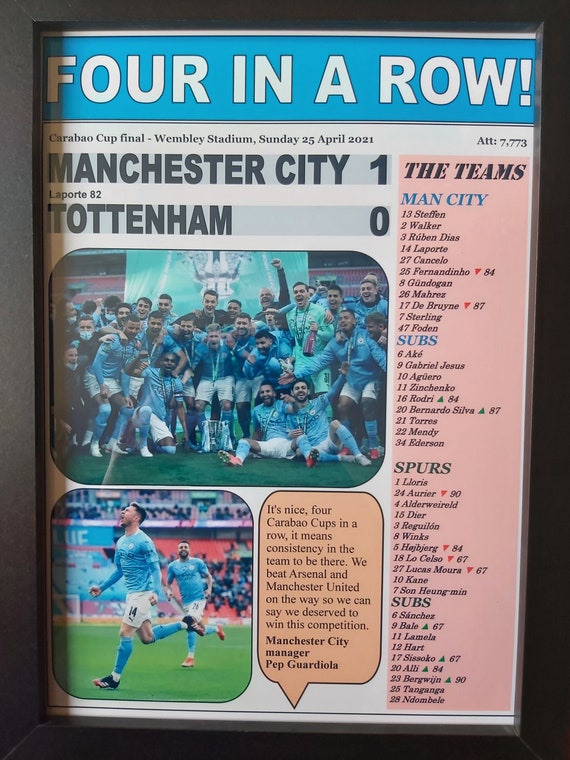 FOUR IN A ROW!
Carabao Cup final - Wembley Stadium, Sunday 25 April 2021
Att: 7,773
MANCHESTER CITY 1
Laporte 82
TOTTENHAM 0
THE TEAMS
MAN CITY
13 Steffen
2 Walker
3 Rúben Dias
14 Laporte
27 Cancelo
25 Fernandinho ▼ 84
8 Gündogan
26 Mahrez
17 De Bruyne ▼ 87
7 Sterling
47 Foden
SUBS
6 Aké
9 Gabriel Jesus
10 Agüero
11 Zinchenko
16 Rodri ▲ 84
20 Bernardo Silva ▲ 87
21 Torres
22 Mendy
34 Ederson
SPURS
1 Lloris
24 Aurier ▼ 90
4 Alderweireld
15 Dier
3 Reguilón
8 Winks
5 Højbjerg ▼ 84
18 Lo Celso ▼ 67
27 Lucas Moura ▼ 67
10 Kane
7 Son Heung-min
SUBS
6 Sánchez
9 Bale ▲ 67
11 Lamela
12 Hart
17 Sissoko ▲ 67
20 Alli ▲ 84
23 Bergwijn ▲ 90
25 Tanganga
28 Ndombele
It's nice, four
Carabao Cups in a
row, it means
consistency in the
team to be there. We
beat Arsenal and
Manchester United
on the way so we can
say we deserved to
win this competition.
Manchester City
manager
Pep Guardiola
14